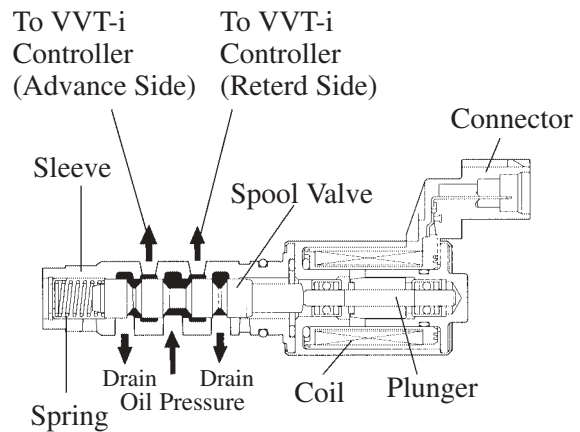 To VVT-i
Controller
(Advance Side)
To VVT-i
Controller
(Reterd Side)
Connector
Sleeve
Spool Valve
Drain
Drain
Oil Pressure
Coil
Plunger
Spring